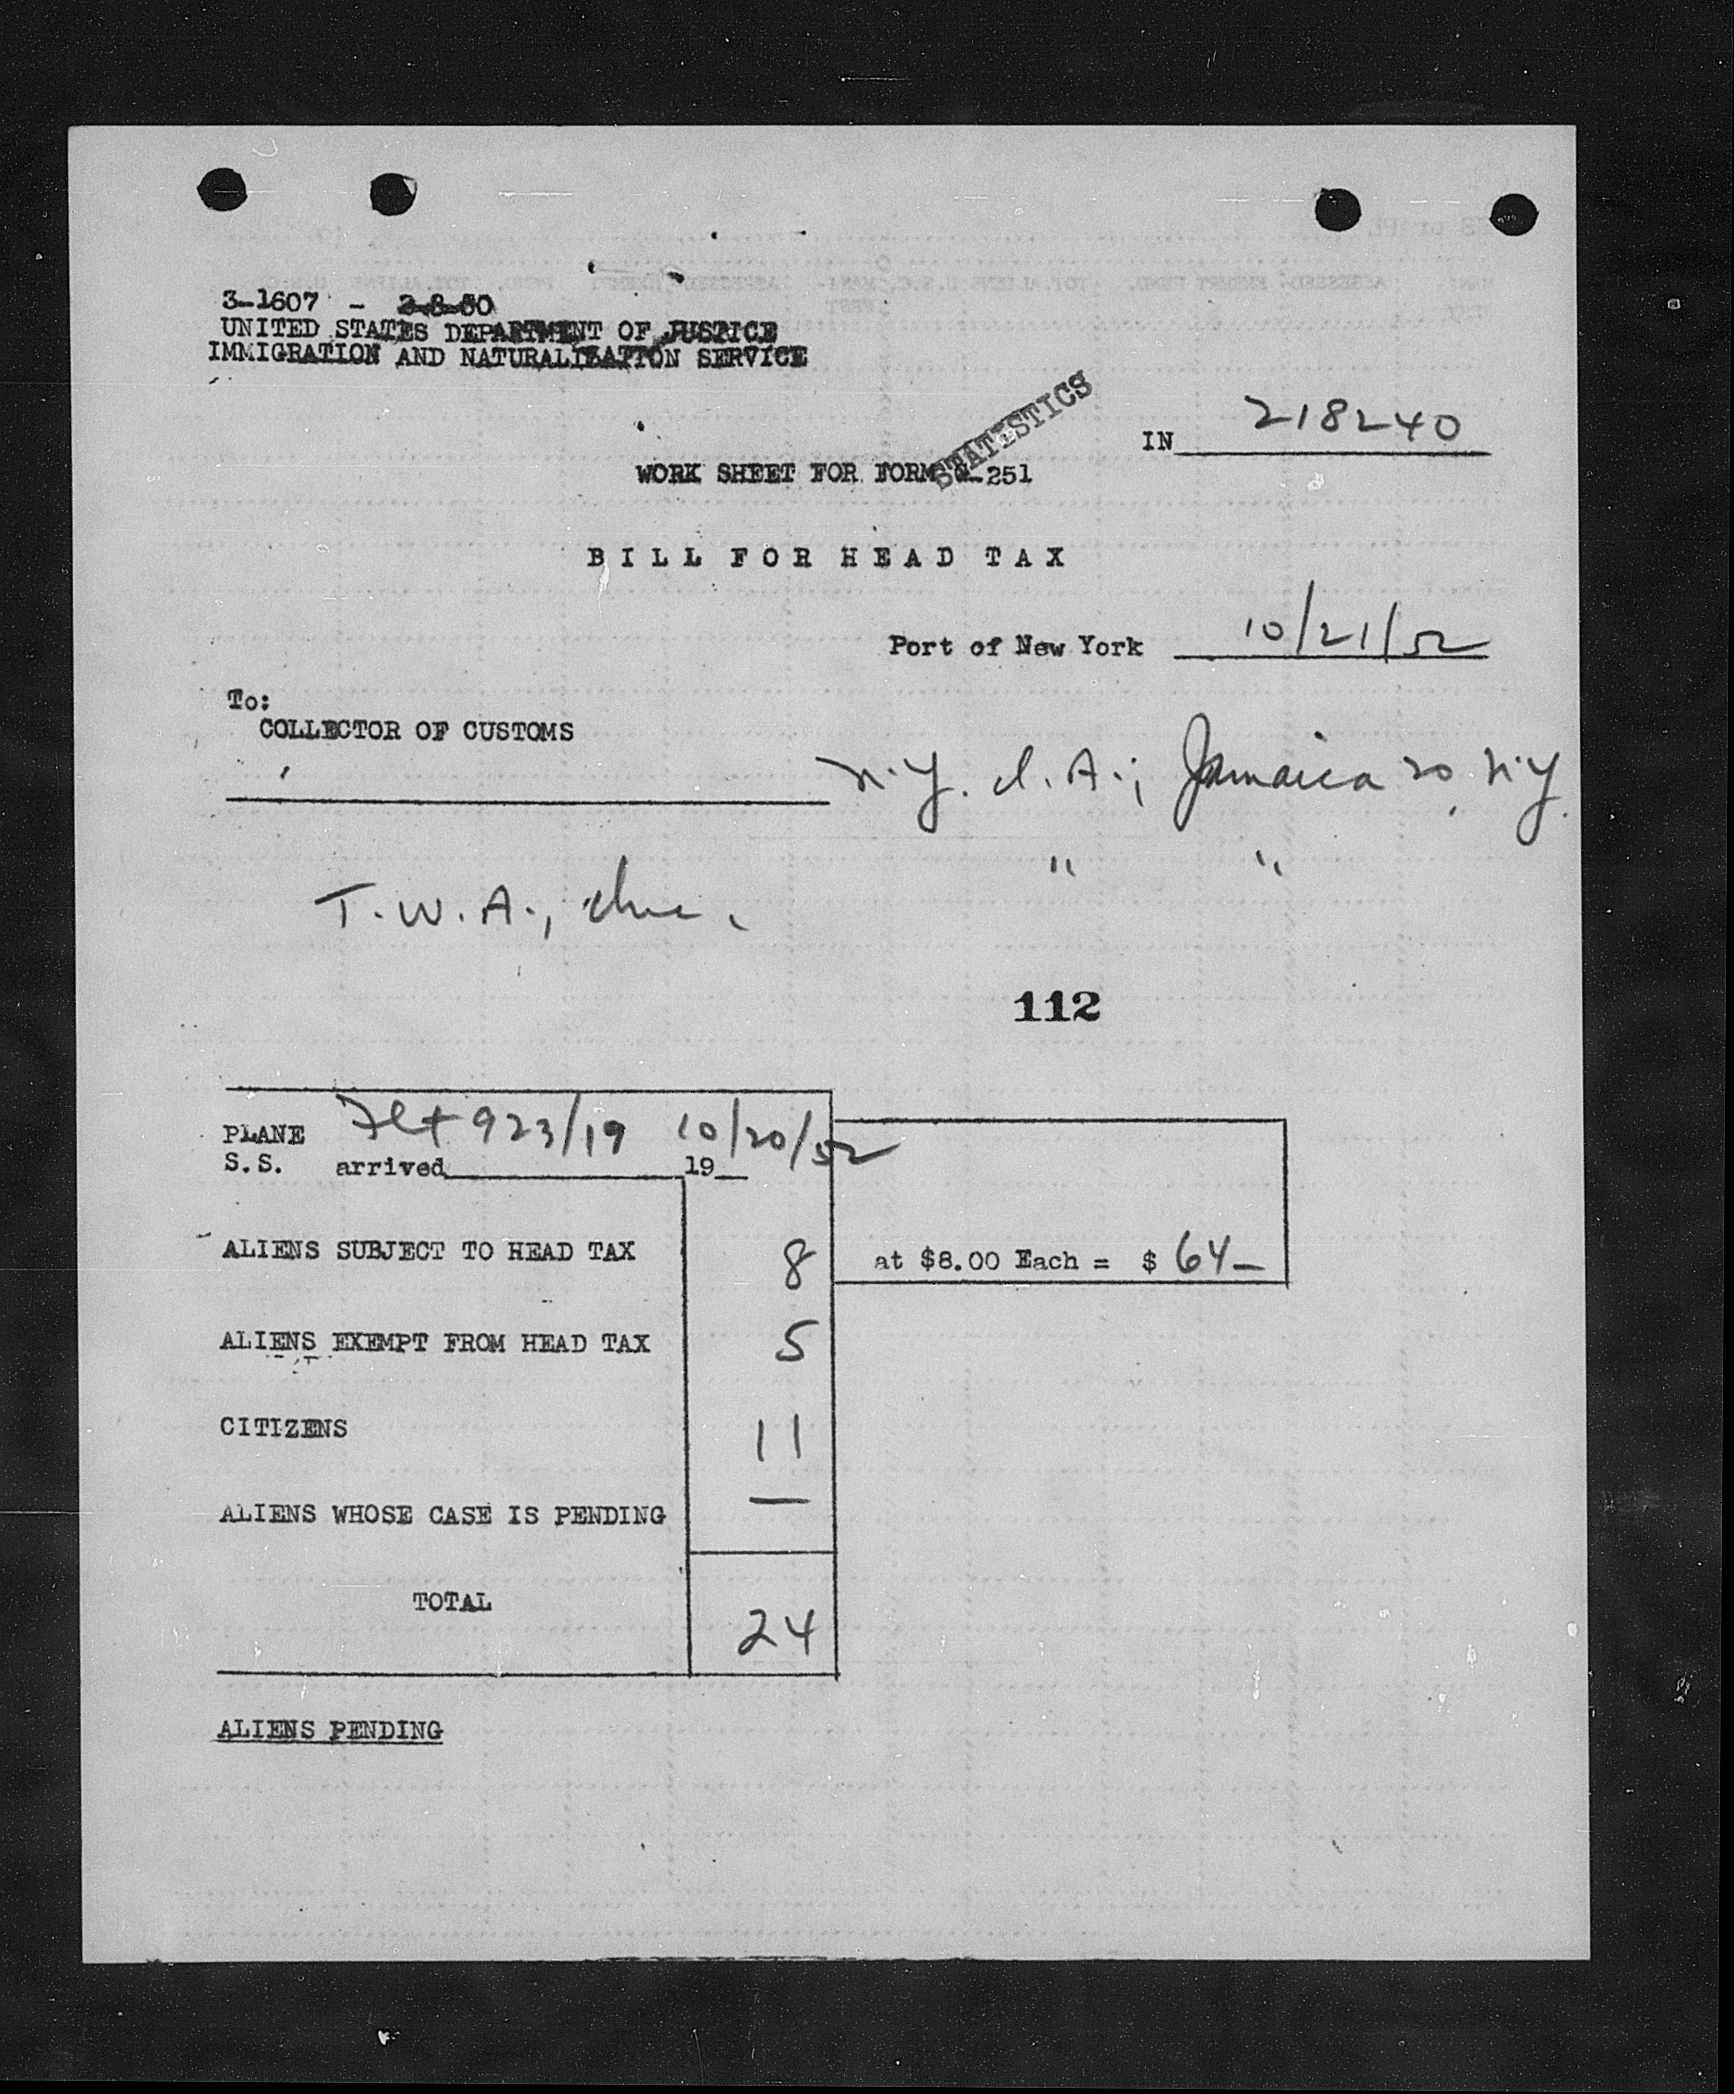 3-1607 - 2-8-50
UNITED STATES DEPARTMENT OF JUSTICE
IMMIGRATION AND NATURALIZATION SERVICE
STATISTICS
IN 218240
WORK SHEET FOR FORM G-251
BILL FOR HEAD TAX
Port of New York 10/21/52
To:
COLLECTOR OF CUSTOMS
N.Y. I.A.; Jamaica 20, N.Y.
" "
T.W.A., Inc.
112
PLANE Flt 923/19 10/20/52
S.S. arrived 19
ALIENS SUBJECT TO HEAD TAX 8 at $8.00 Each = $ 64-
ALIENS EXEMPT FROM HEAD TAX 5
CITIZENS 11
ALIENS WHOSE CASE IS PENDING —
TOTAL 24
ALIENS PENDING